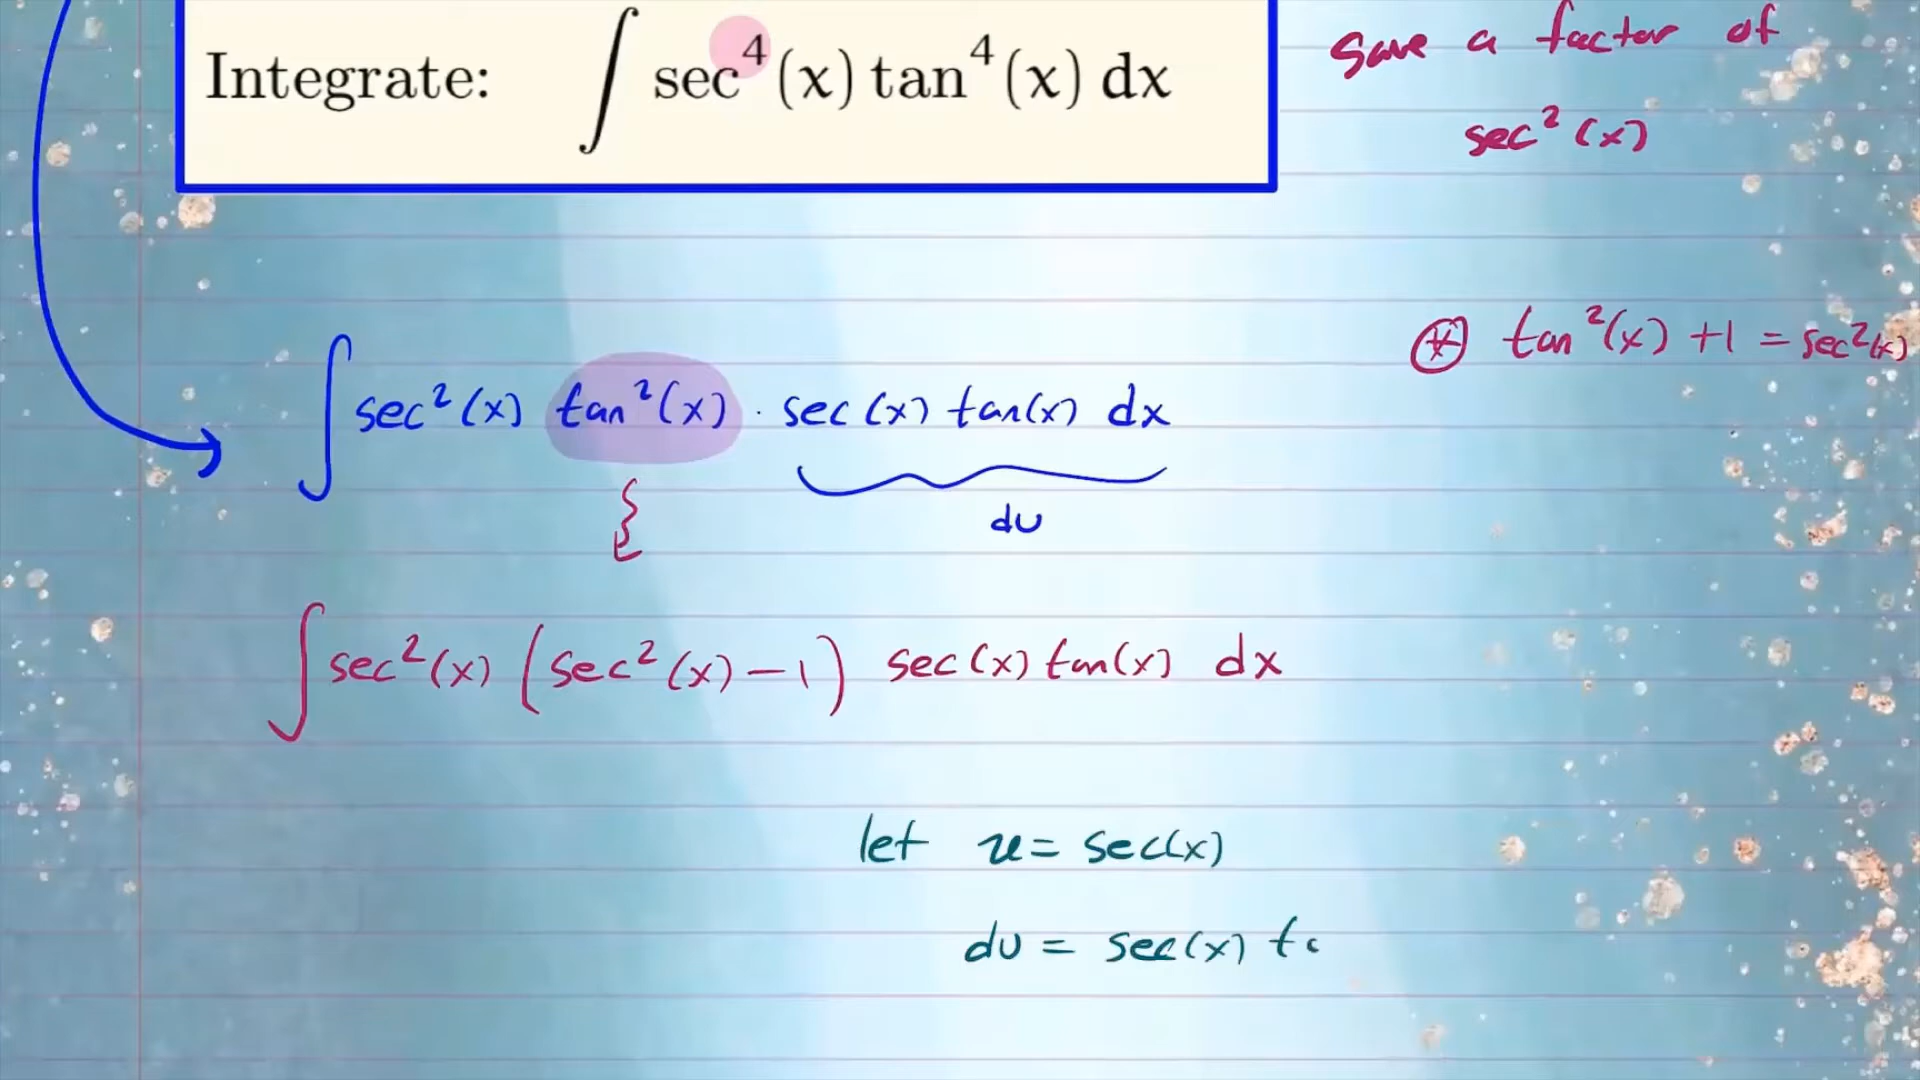 Integrate: ∫ sec⁴(x) tan⁴(x) dx
save a factor of
sec²(x)
⊛ tan²(x) +1 = sec²(x)
∫ sec²(x) tan²(x) · sec(x) tan(x) dx
du
∫ sec²(x) (sec²(x) − 1) sec(x) tan(x) dx
let u = sec(x)
du = sec(x) ta